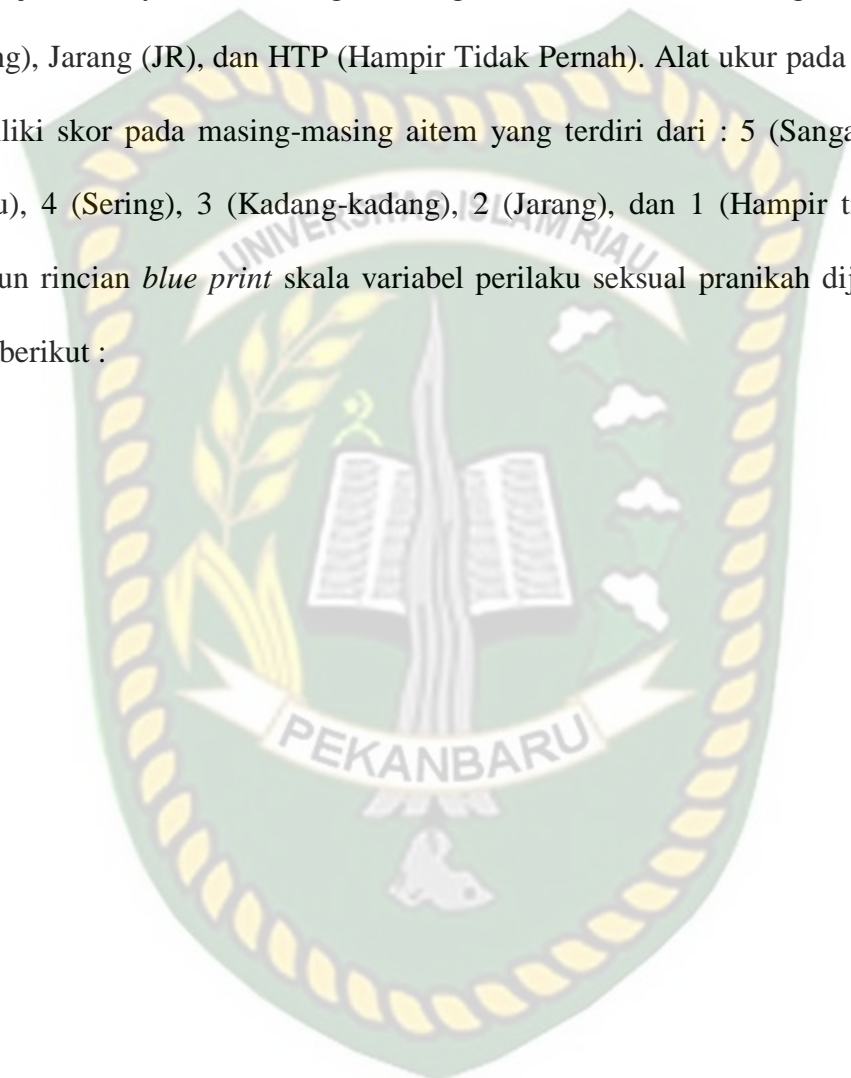 ng), Jarang (JR), dan HTP (Hampir Tidak Pernah). Alat ukur pada
liki skor pada masing-masing aitem yang terdiri dari : 5 (Sanga
u), 4 (Sering), 3 (Kadang-kadang), 2 (Jarang), dan 1 (Hampir t
un rincian blue print skala variabel perilaku seksual pranikah dij
berikut :
UNIVERSITAS ISLAM RIAU
PEKANBARU